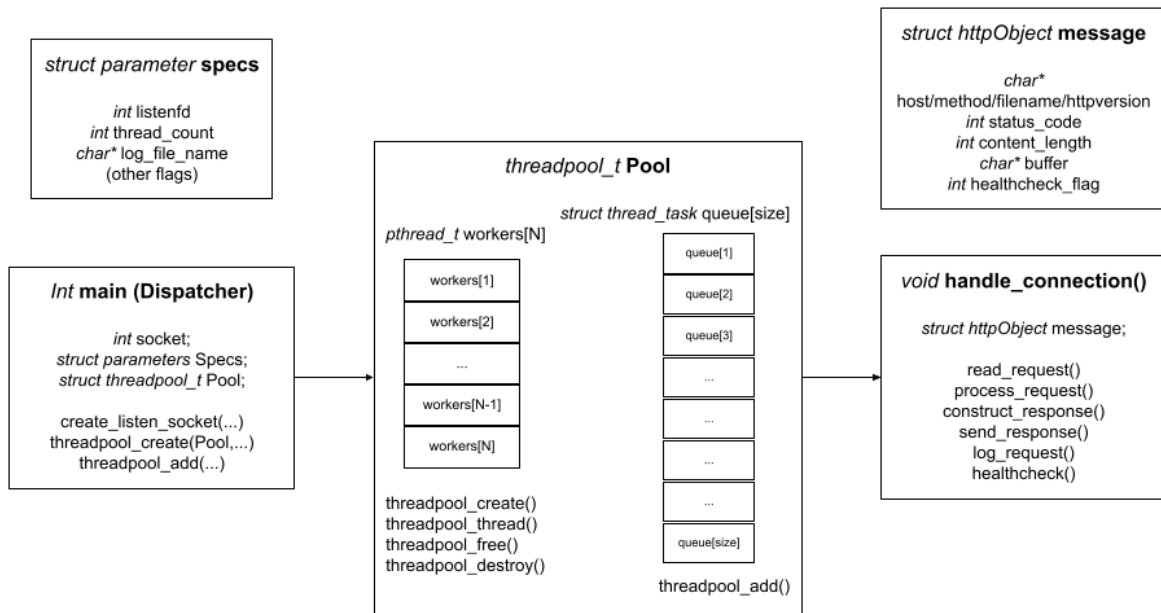 struct parameter specs
int listenfd
int thread_count
char* log_file_name
(other flags)
Int main (Dispatcher)
int socket;
struct parameters Specs;
struct threadpool_t Pool;
create_listen_socket(...)
threadpool_create(Pool,...)
threadpool_add(...)
threadpool_t Pool
pthread_t workers[N]
workers[1]
workers[2]
...
workers[N-1]
workers[N]
threadpool_create()
threadpool_thread()
threadpool_free()
threadpool_destroy()
struct thread_task queue[size]
queue[1]
queue[2]
queue[3]
...
...
...
...
queue[size]
threadpool_add()
struct httpObject message
char*
host/method/filename/httpversion
int status_code
int content_length
char* buffer
int healthcheck_flag
void handle_connection()
struct httpObject message;
read_request()
process_request()
construct_response()
send_response()
log_request()
healthcheck()